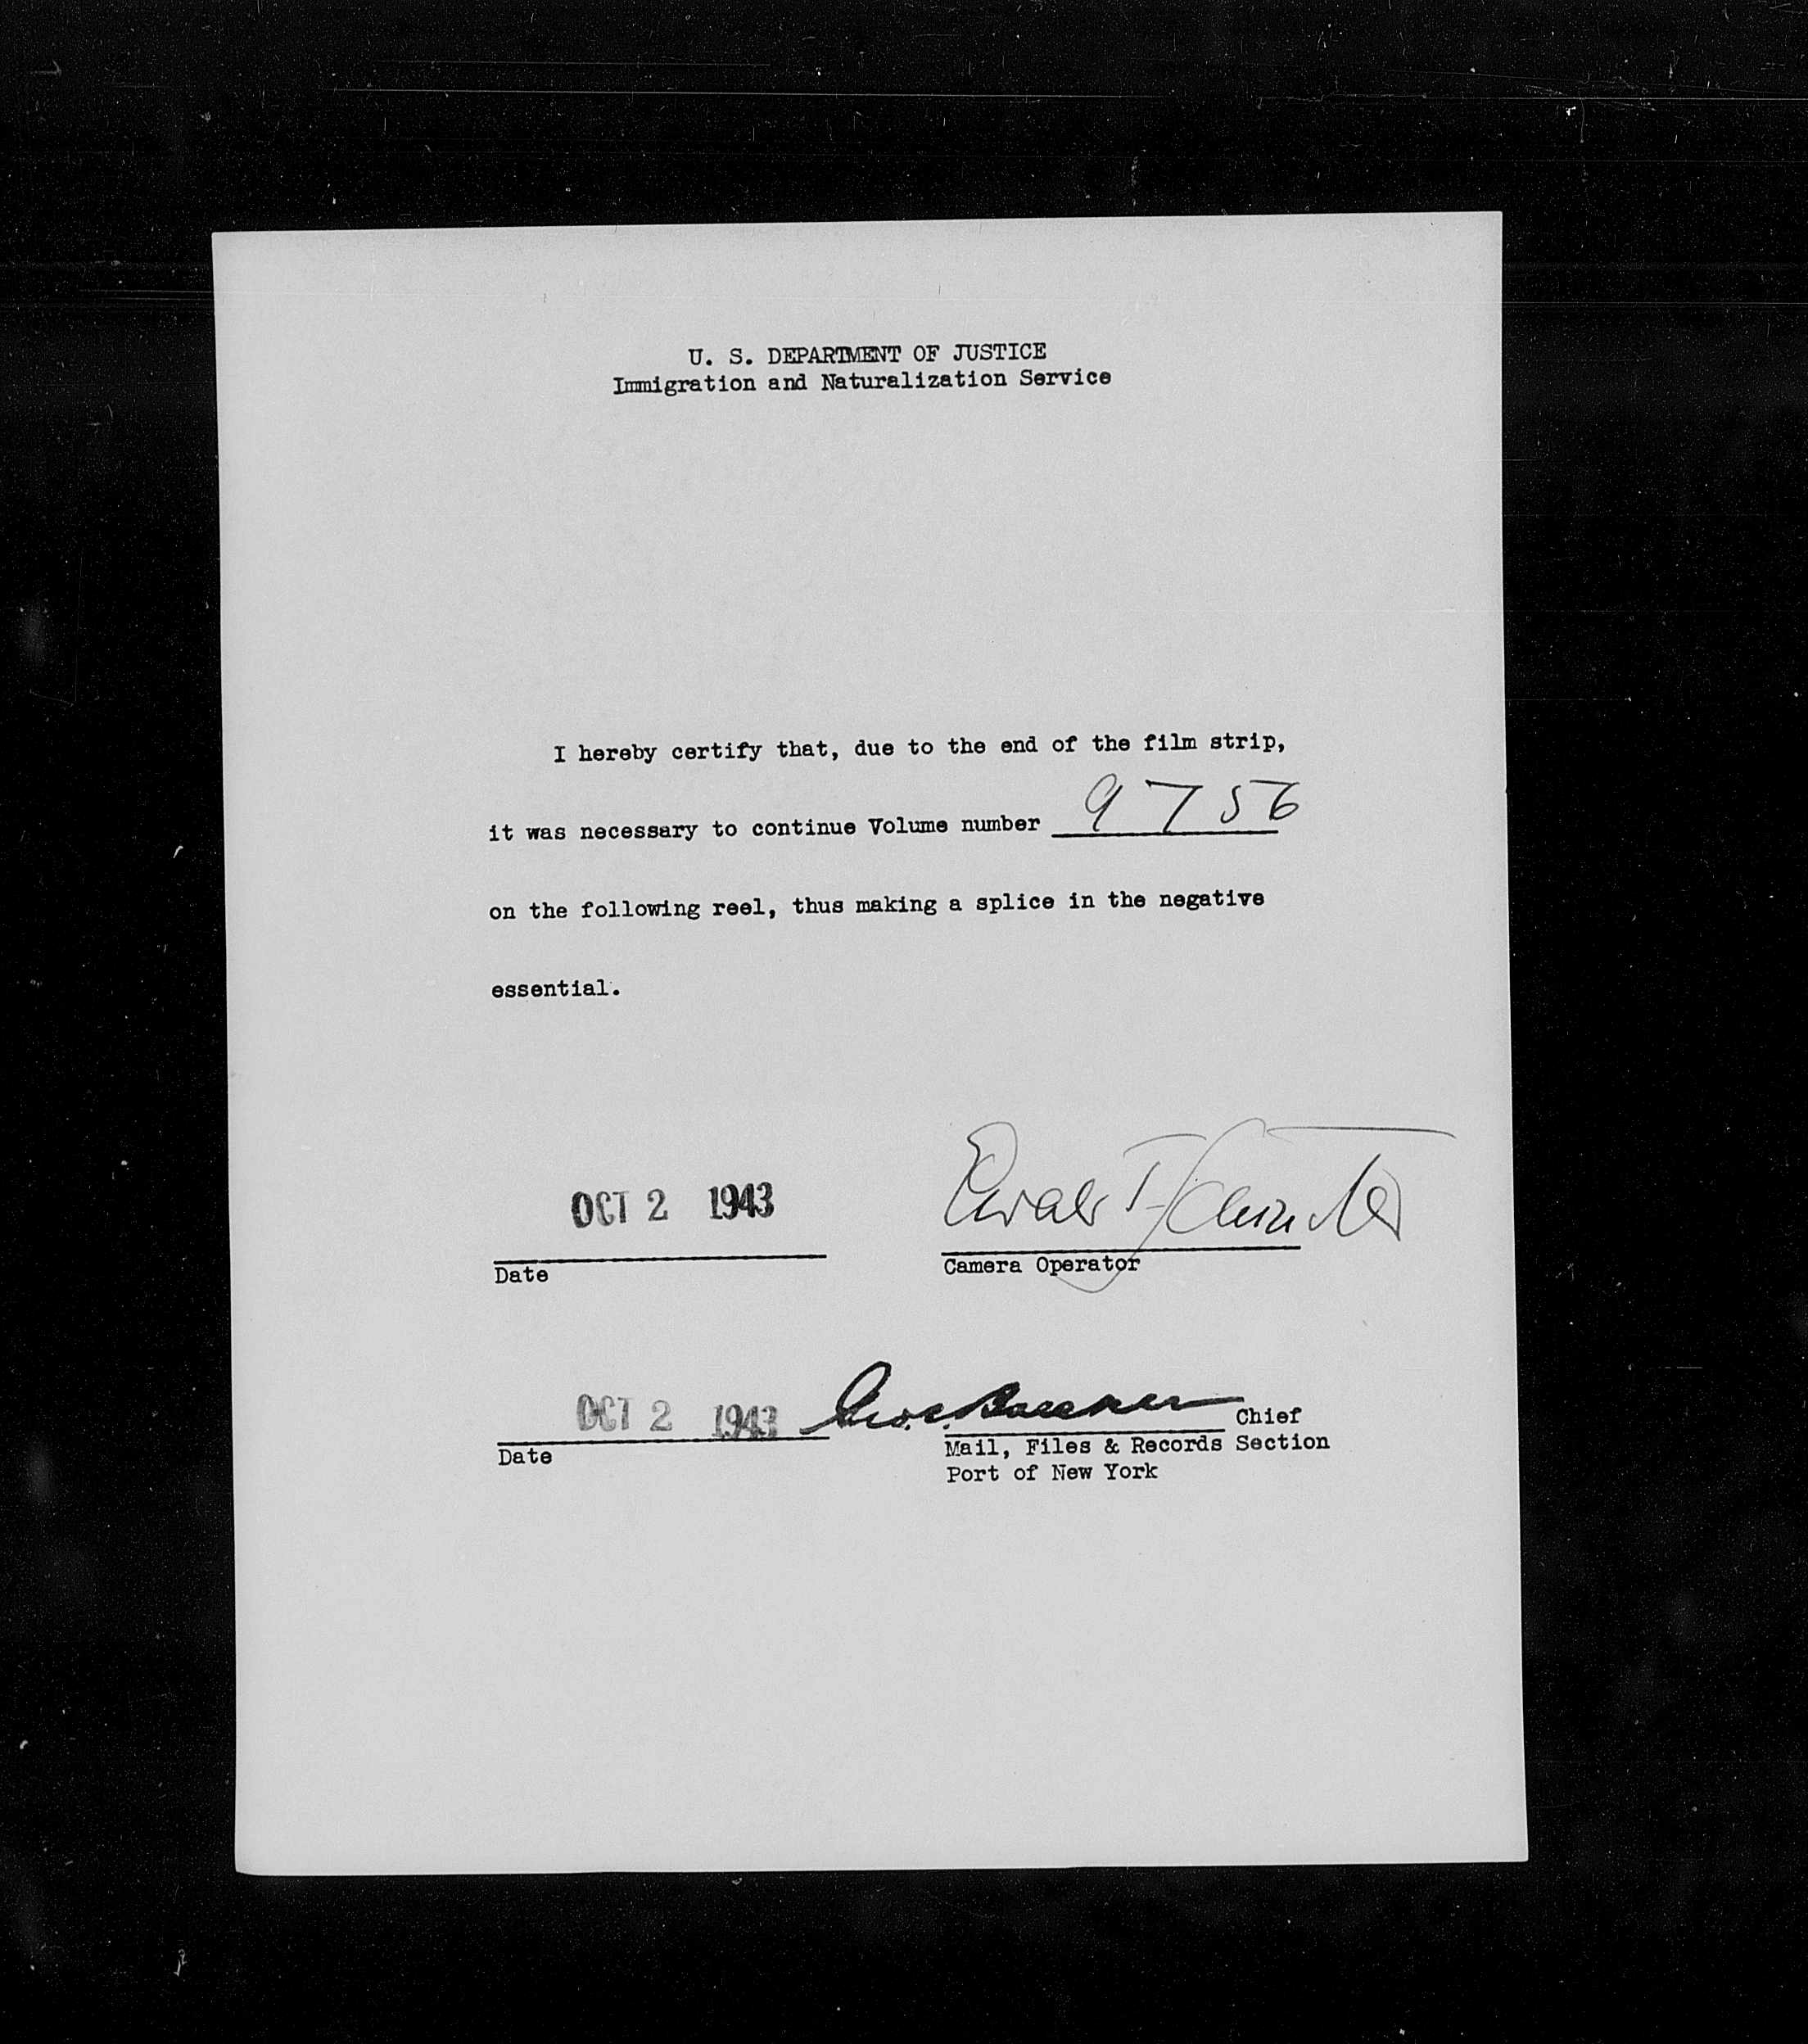 U. S. DEPARTMENT OF JUSTICE
Immigration and Naturalization Service
I hereby certify that, due to the end of the film strip,
it was necessary to continue Volume number 9756
on the following reel, thus making a splice in the negative
essential.
OCT 2 1943
Date
Camera Operator
OCT 2 1943
Chief
Date
Mail, Files & Records Section
Port of New York